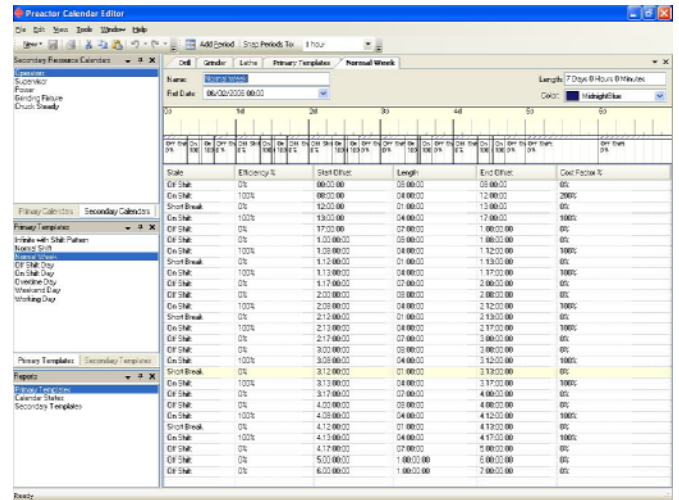 Preactor Calendar Editor
File Edit View Tools Window Help
New Add Period Snap Periods To: 1 hour
Secondary Resource Calendars
Operators
Supervisor
Power
Grinding Fixture
Chuck Steady
Primary Calendars Secondary Calendars
Primary Templates
Infinite with Shift Pattern
Normal Shift
Normal Week
Off Shift Day
On Shift Day
Overtime Day
Weekend Day
Working Day
Primary Templates Secondary Templates
Reports
Primary Templates
Calendar States
Secondary Templates
Drill Grinder Lathe Primary Templates Normal Week
Name: Normal Week Length: 7 Days 0 Hours 0 Minutes
Ref Date: 06/02/2006 00:00 Color: MidnightBlue
0d 1d 2d 3d 4d 5d 6d
State Efficiency % Start Offset Length End Offset Cost Factor %
Off Shift 0% 00:00:00 08:00:00 08:00:00 0%
On Shift 100% 08:00:00 04:00:00 12:00:00 200%
Short Break 0% 12:00:00 01:00:00 13:00:00 0%
On Shift 100% 13:00:00 04:00:00 17:00:00 100%
Off Shift 0% 17:00:00 07:00:00 1.00:00:00 0%
Off Shift 0% 1.00:00:00 08:00:00 1.08:00:00 0%
On Shift 100% 1.08:00:00 04:00:00 1.12:00:00 100%
Short Break 0% 1.12:00:00 01:00:00 1.13:00:00 0%
On Shift 100% 1.13:00:00 04:00:00 1.17:00:00 100%
Off Shift 0% 1.17:00:00 07:00:00 2.00:00:00 0%
Off Shift 0% 2.00:00:00 08:00:00 2.08:00:00 0%
On Shift 100% 2.08:00:00 04:00:00 2.12:00:00 100%
Short Break 0% 2.12:00:00 01:00:00 2.13:00:00 0%
On Shift 100% 2.13:00:00 04:00:00 2.17:00:00 100%
Off Shift 0% 2.17:00:00 07:00:00 3.00:00:00 0%
Off Shift 0% 3.00:00:00 08:00:00 3.08:00:00 0%
On Shift 100% 3.08:00:00 04:00:00 3.12:00:00 100%
Short Break 0% 3.12:00:00 01:00:00 3.13:00:00 0%
On Shift 100% 3.13:00:00 04:00:00 3.17:00:00 100%
Off Shift 0% 3.17:00:00 07:00:00 4.00:00:00 0%
Off Shift 0% 4.00:00:00 08:00:00 4.08:00:00 0%
On Shift 100% 4.08:00:00 04:00:00 4.12:00:00 100%
Short Break 0% 4.12:00:00 01:00:00 4.13:00:00 0%
On Shift 100% 4.13:00:00 04:00:00 4.17:00:00 100%
Off Shift 0% 4.17:00:00 07:00:00 5.00:00:00 0%
Off Shift 0% 5.00:00:00 1.00:00:00 6.00:00:00 0%
Off Shift 0% 6.00:00:00 1.00:00:00 7.00:00:00 0%
Ready